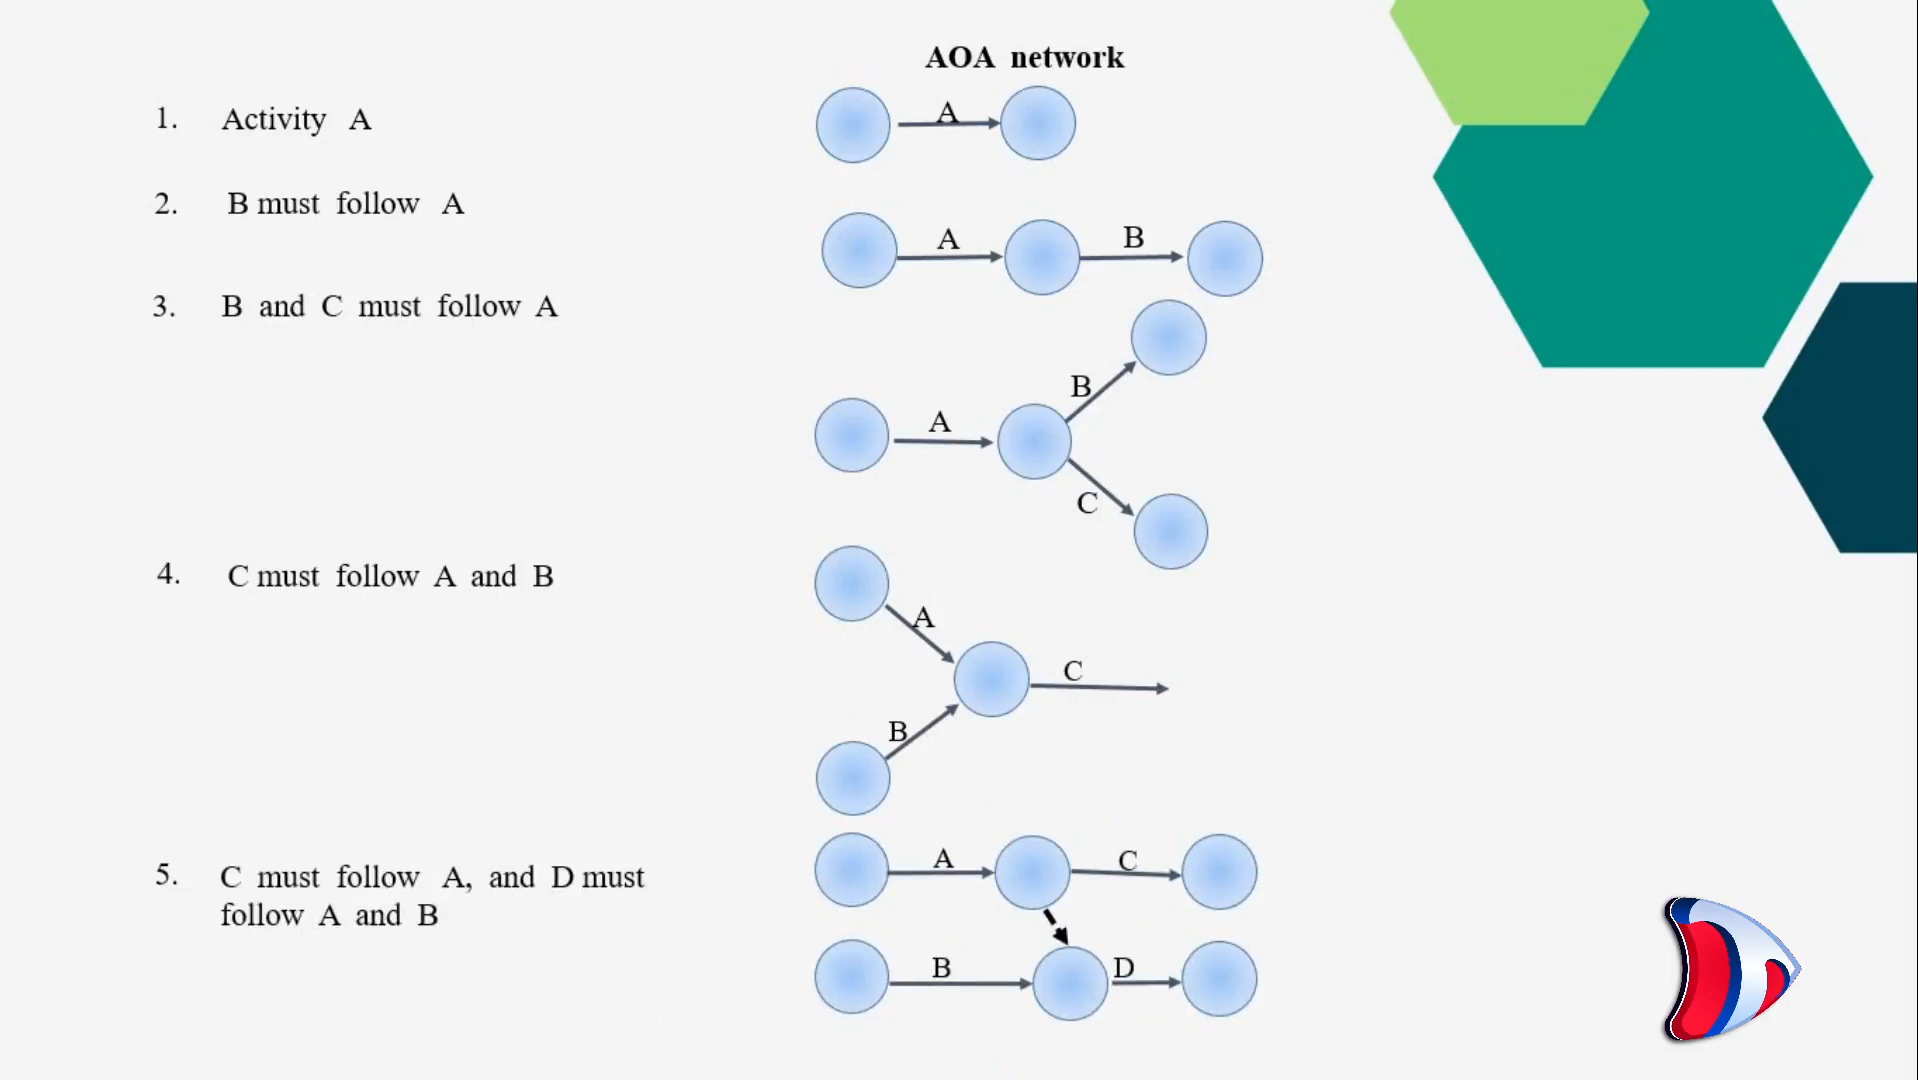 AOA network
1. Activity A
A
2. B must follow A
A B
3. B and C must follow A
B
A
C
4. C must follow A and B
A
C
B
5. C must follow A, and D must
follow A and B
A C
B D